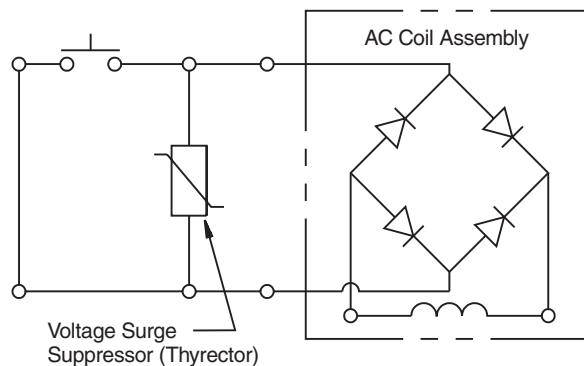 AC Coil Assembly
Voltage Surge
Suppressor (Thyrector)